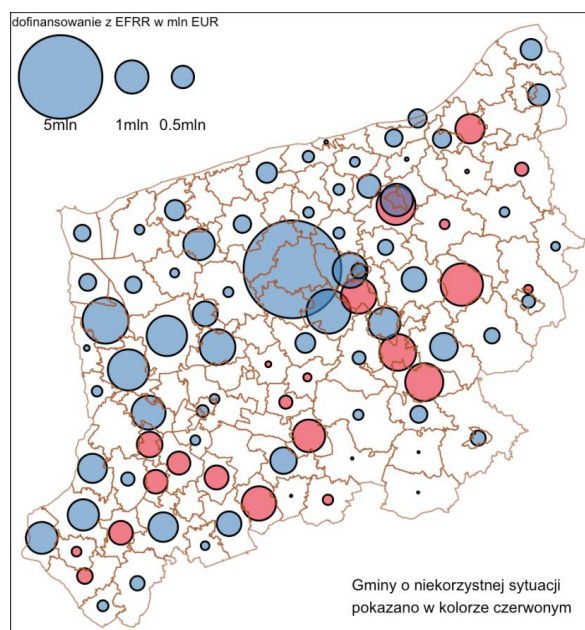 dofinansowanie z EFRR w mln EUR
5mln 1mln 0.5mln
Gminy o niekorzystnej sytuacji
pokazano w kolorze czerwonym